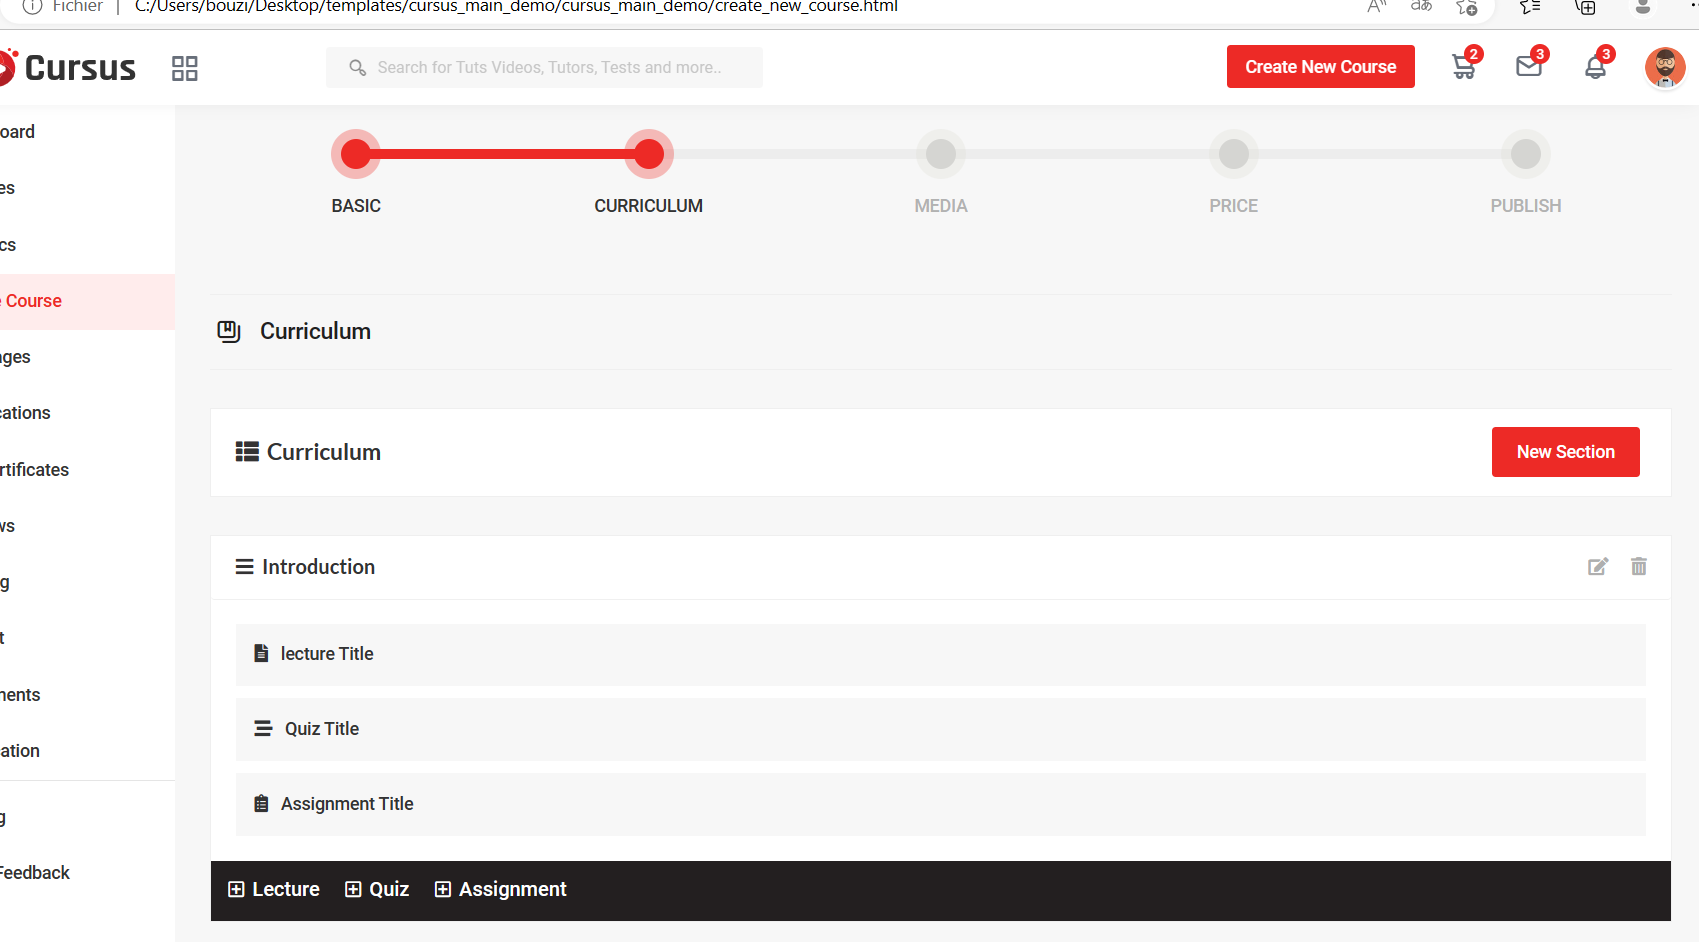 Fichier | C:/Users/bouzi/Desktop/templates/cursus_main_demo/cursus_main_demo/create_new_course.html
Cursus
Search for Tuts Videos, Tutors, Tests and more..
Create New Course
2
3
3
oard
es
cs
e Course
ages
cations
rtificates
ws
g
t
ments
ation
g
Feedback
BASIC
CURRICULUM
MEDIA
PRICE
PUBLISH
Curriculum
Curriculum
New Section
Introduction
lecture Title
Quiz Title
Assignment Title
Lecture
Quiz
Assignment